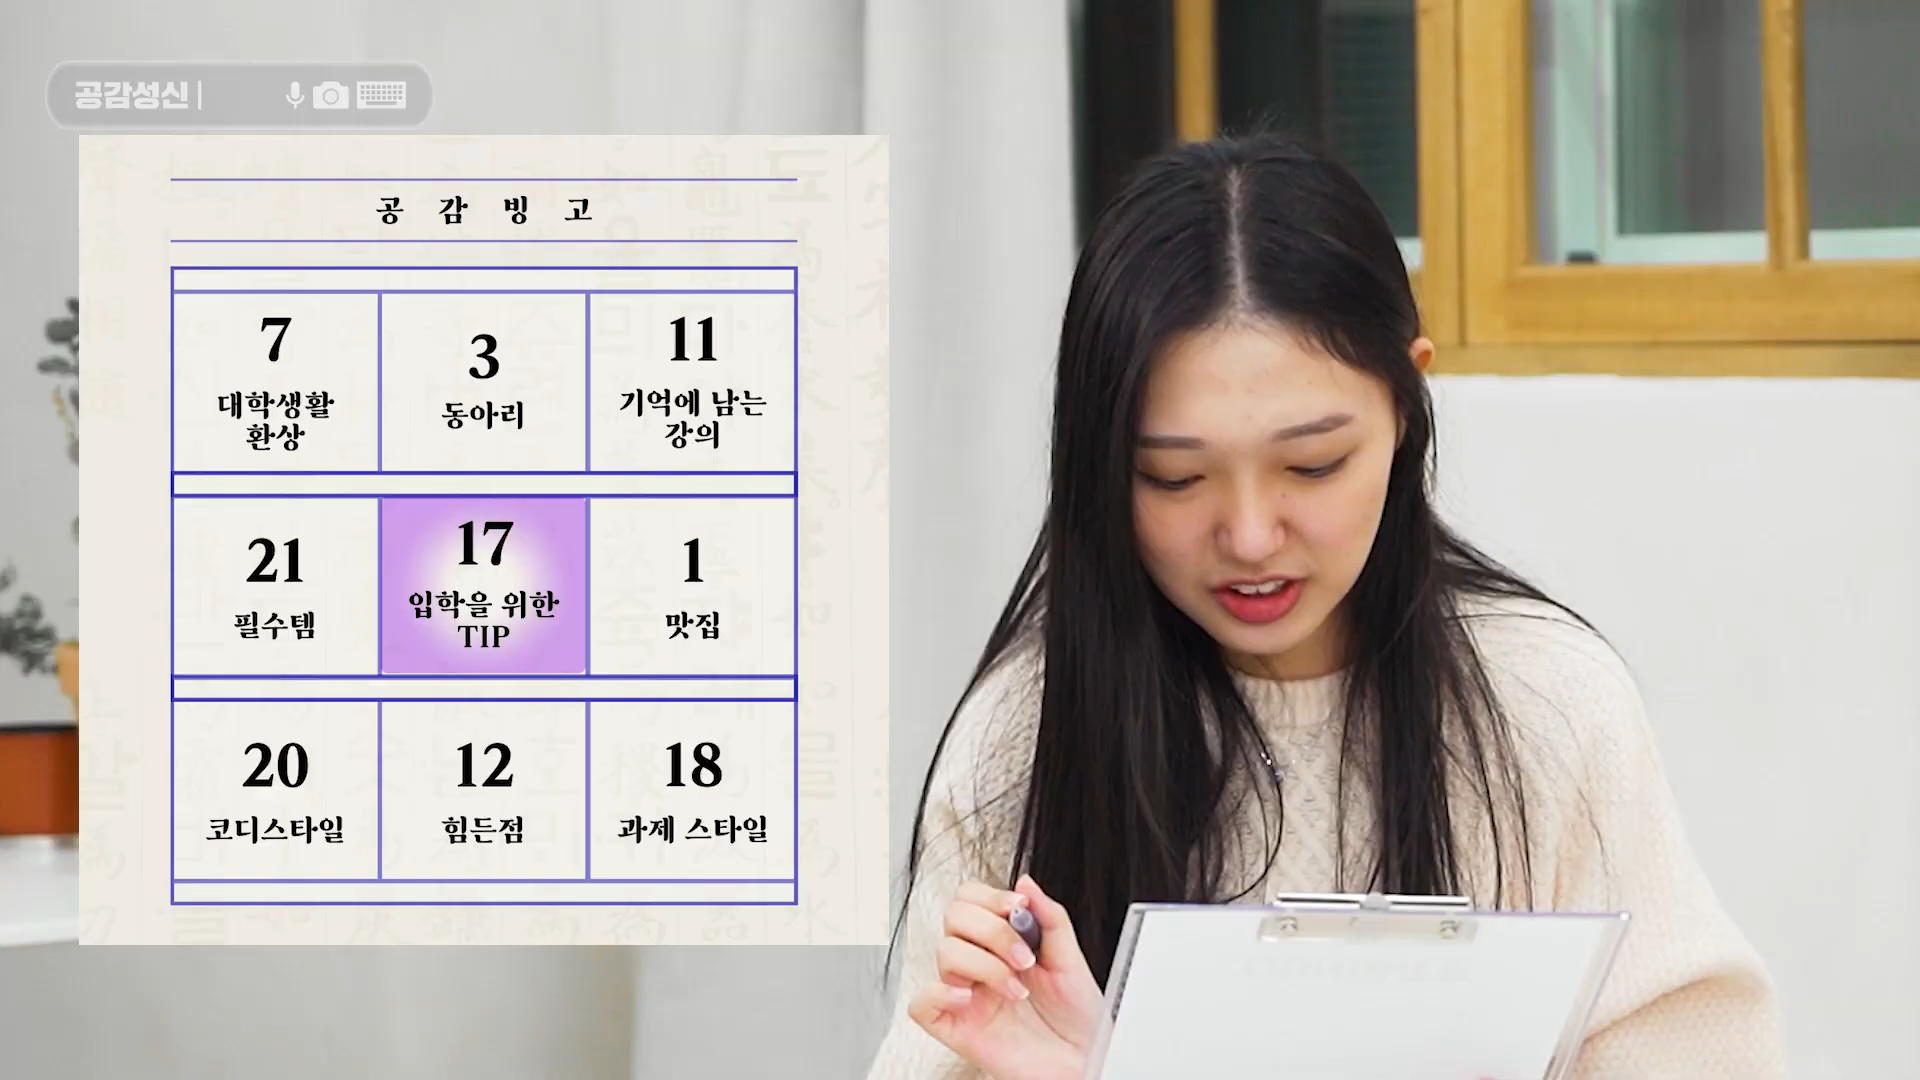 공감성신
공 감 빙 고
7
대학생활
환상
3
동아리
11
기억에 남는
강의
21
필수템
17
입학을 위한
TIP
1
맛집
20
코디스타일
12
힘든점
18
과제 스타일